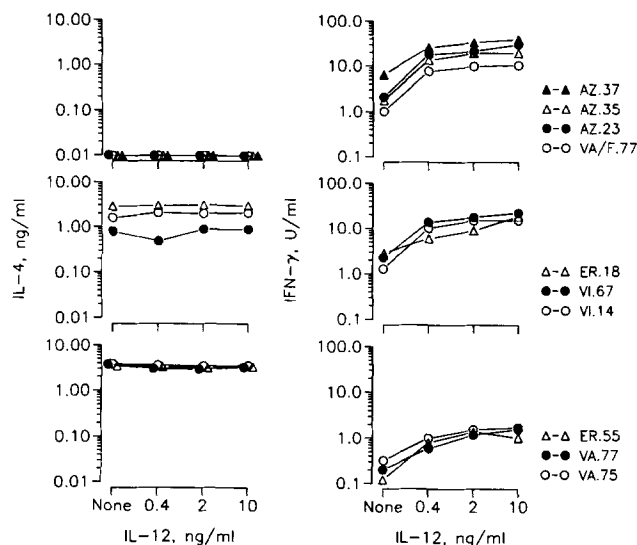 10.00
1.00
0.10
0.01
100.0
10.0
1.0
0.1
▲-▲ AZ.37
△-△ AZ.35
●-● AZ.23
○-○ VA/F.77
IL-4, ng/ml
10.00
1.00
0.10
0.01
IFN-γ, U/ml
100.0
10.0
1.0
0.1
△-△ ER.18
●-● VI.67
○-○ VI.14
10.00
1.00
0.10
0.01
100.0
10.0
1.0
0.1
△-△ ER.55
●-● VA.77
○-○ VA.75
None 0.4 2 10
None 0.4 2 10
IL-12, ng/ml
IL-12, ng/ml